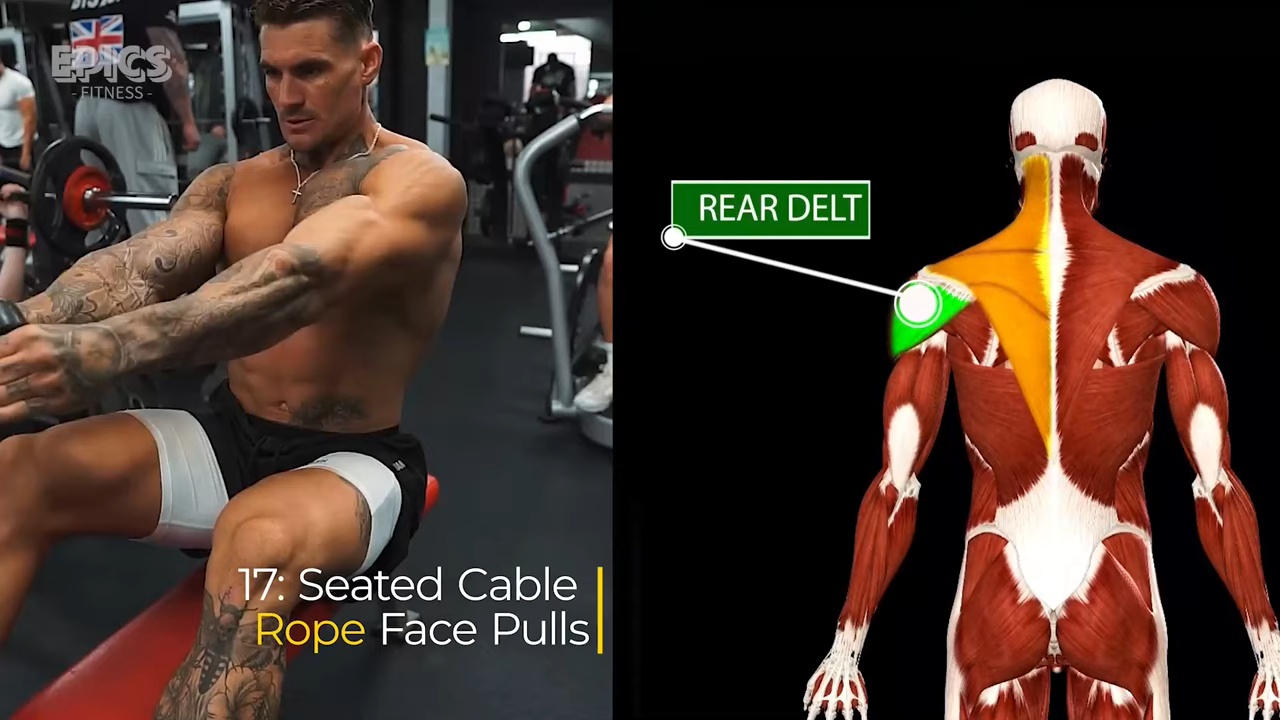 EPICS
- FITNESS -
REAR DELT
17: Seated Cable
Rope Face Pulls